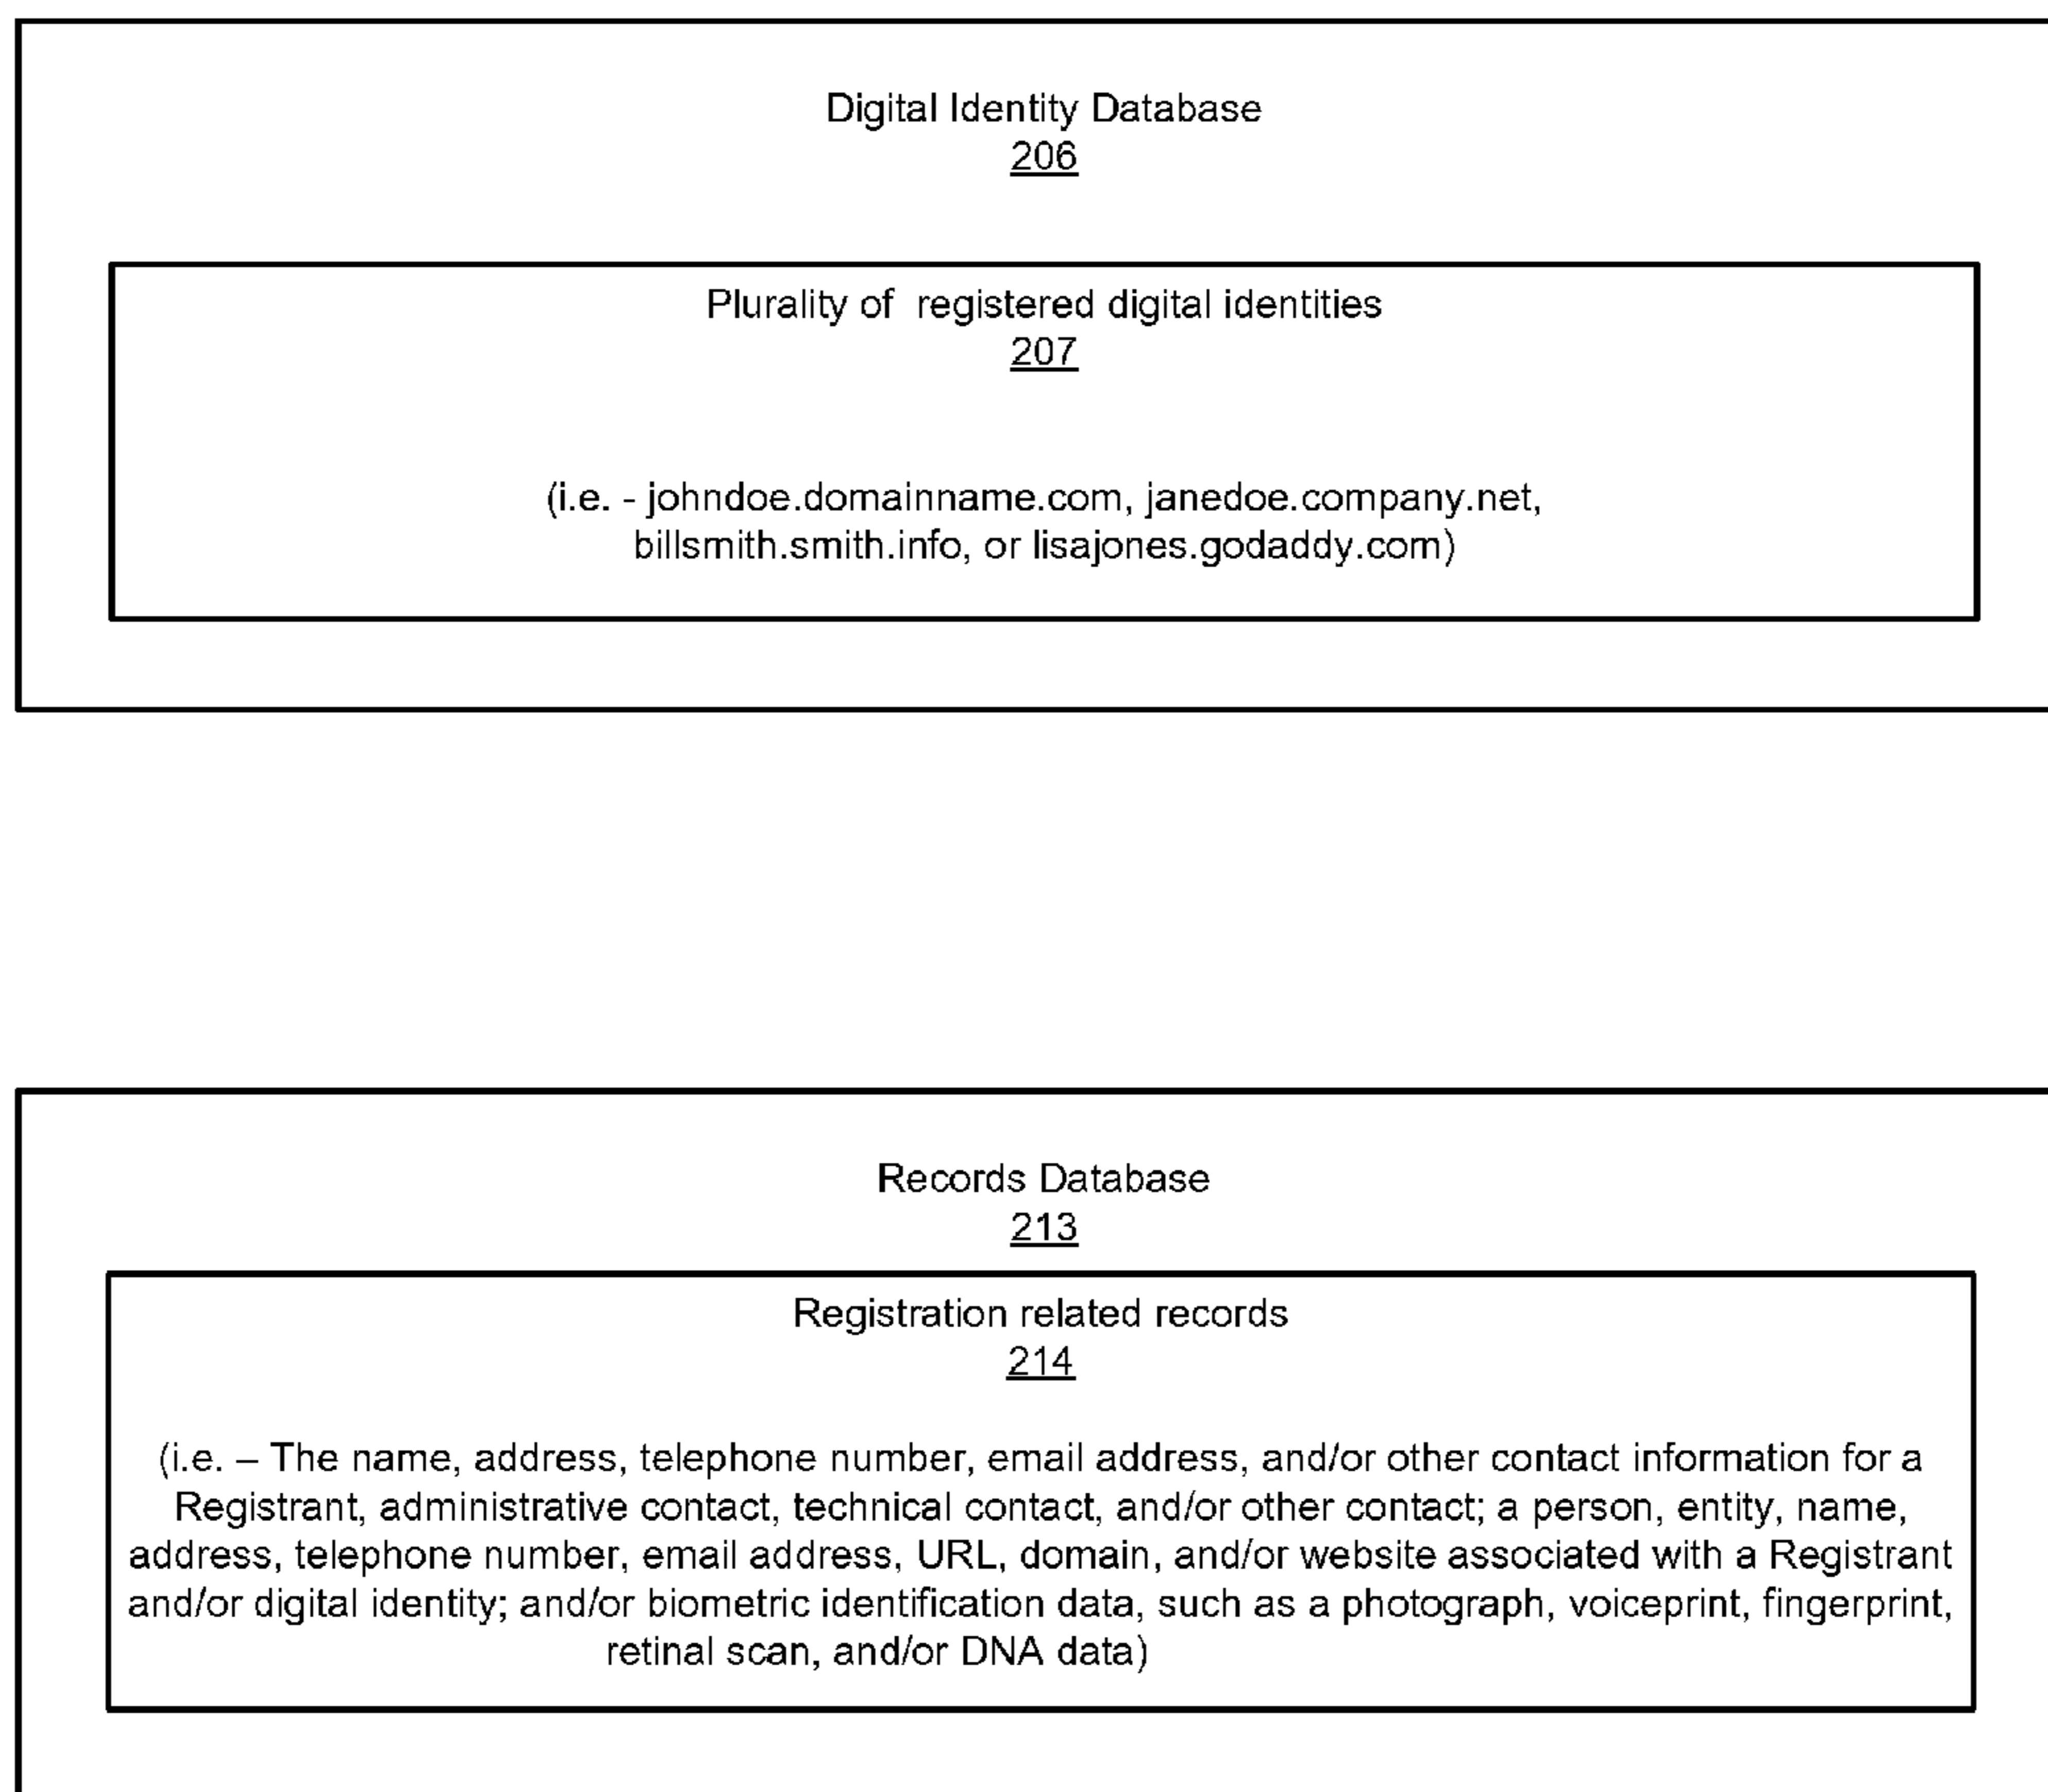 Digital Identity Database
206
Plurality of registered digital identities
207
(i.e. - johndoe.domainname.com, janedoe.company.net,
billsmith.smith.info, or lisajones.godaddy.com)
Records Database
213
Registration related records
214
(i.e. – The name, address, telephone number, email address, and/or other contact information for a
Registrant, administrative contact, technical contact, and/or other contact; a person, entity, name,
address, telephone number, email address, URL, domain, and/or website associated with a Registrant
and/or digital identity; and/or biometric identification data, such as a photograph, voiceprint, fingerprint,
retinal scan, and/or DNA data)